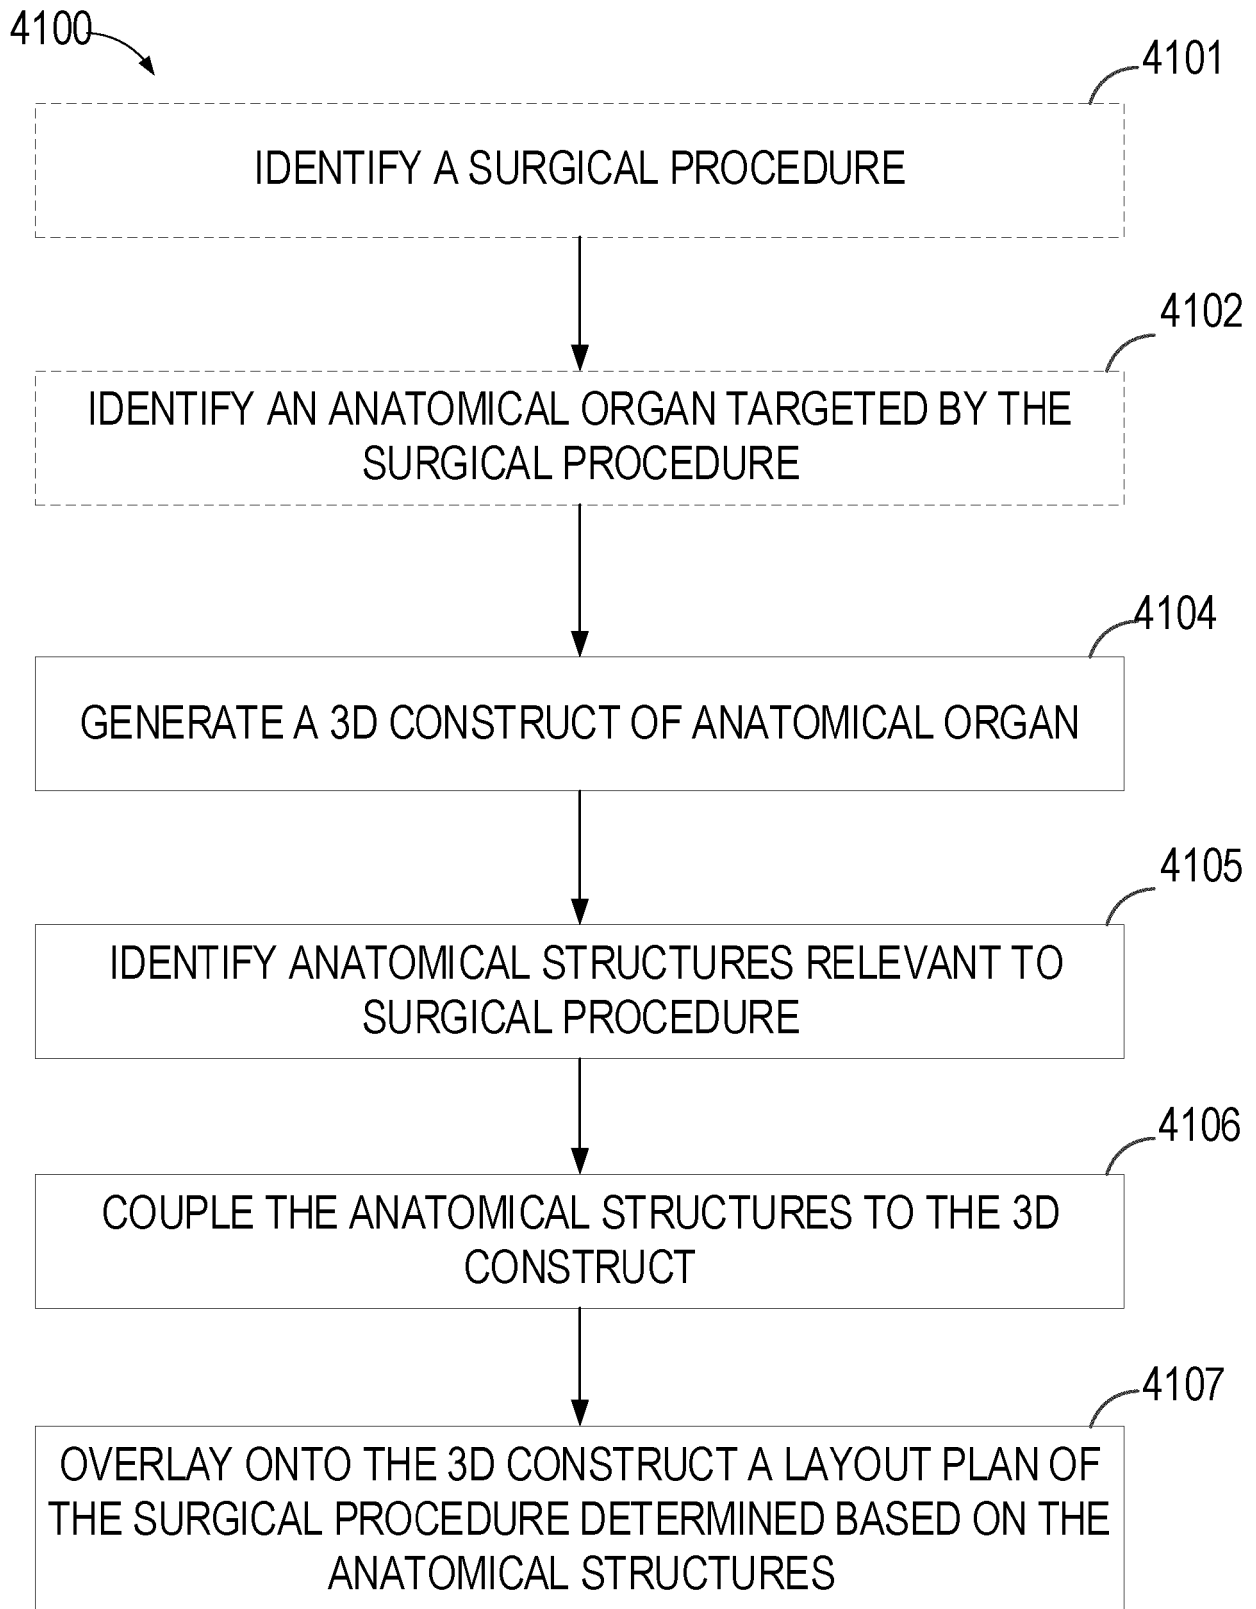 4100
4101
IDENTIFY A SURGICAL PROCEDURE
4102
IDENTIFY AN ANATOMICAL ORGAN TARGETED BY THE
SURGICAL PROCEDURE
4104
GENERATE A 3D CONSTRUCT OF ANATOMICAL ORGAN
4105
IDENTIFY ANATOMICAL STRUCTURES RELEVANT TO
SURGICAL PROCEDURE
4106
COUPLE THE ANATOMICAL STRUCTURES TO THE 3D
CONSTRUCT
4107
OVERLAY ONTO THE 3D CONSTRUCT A LAYOUT PLAN OF
THE SURGICAL PROCEDURE DETERMINED BASED ON THE
ANATOMICAL STRUCTURES